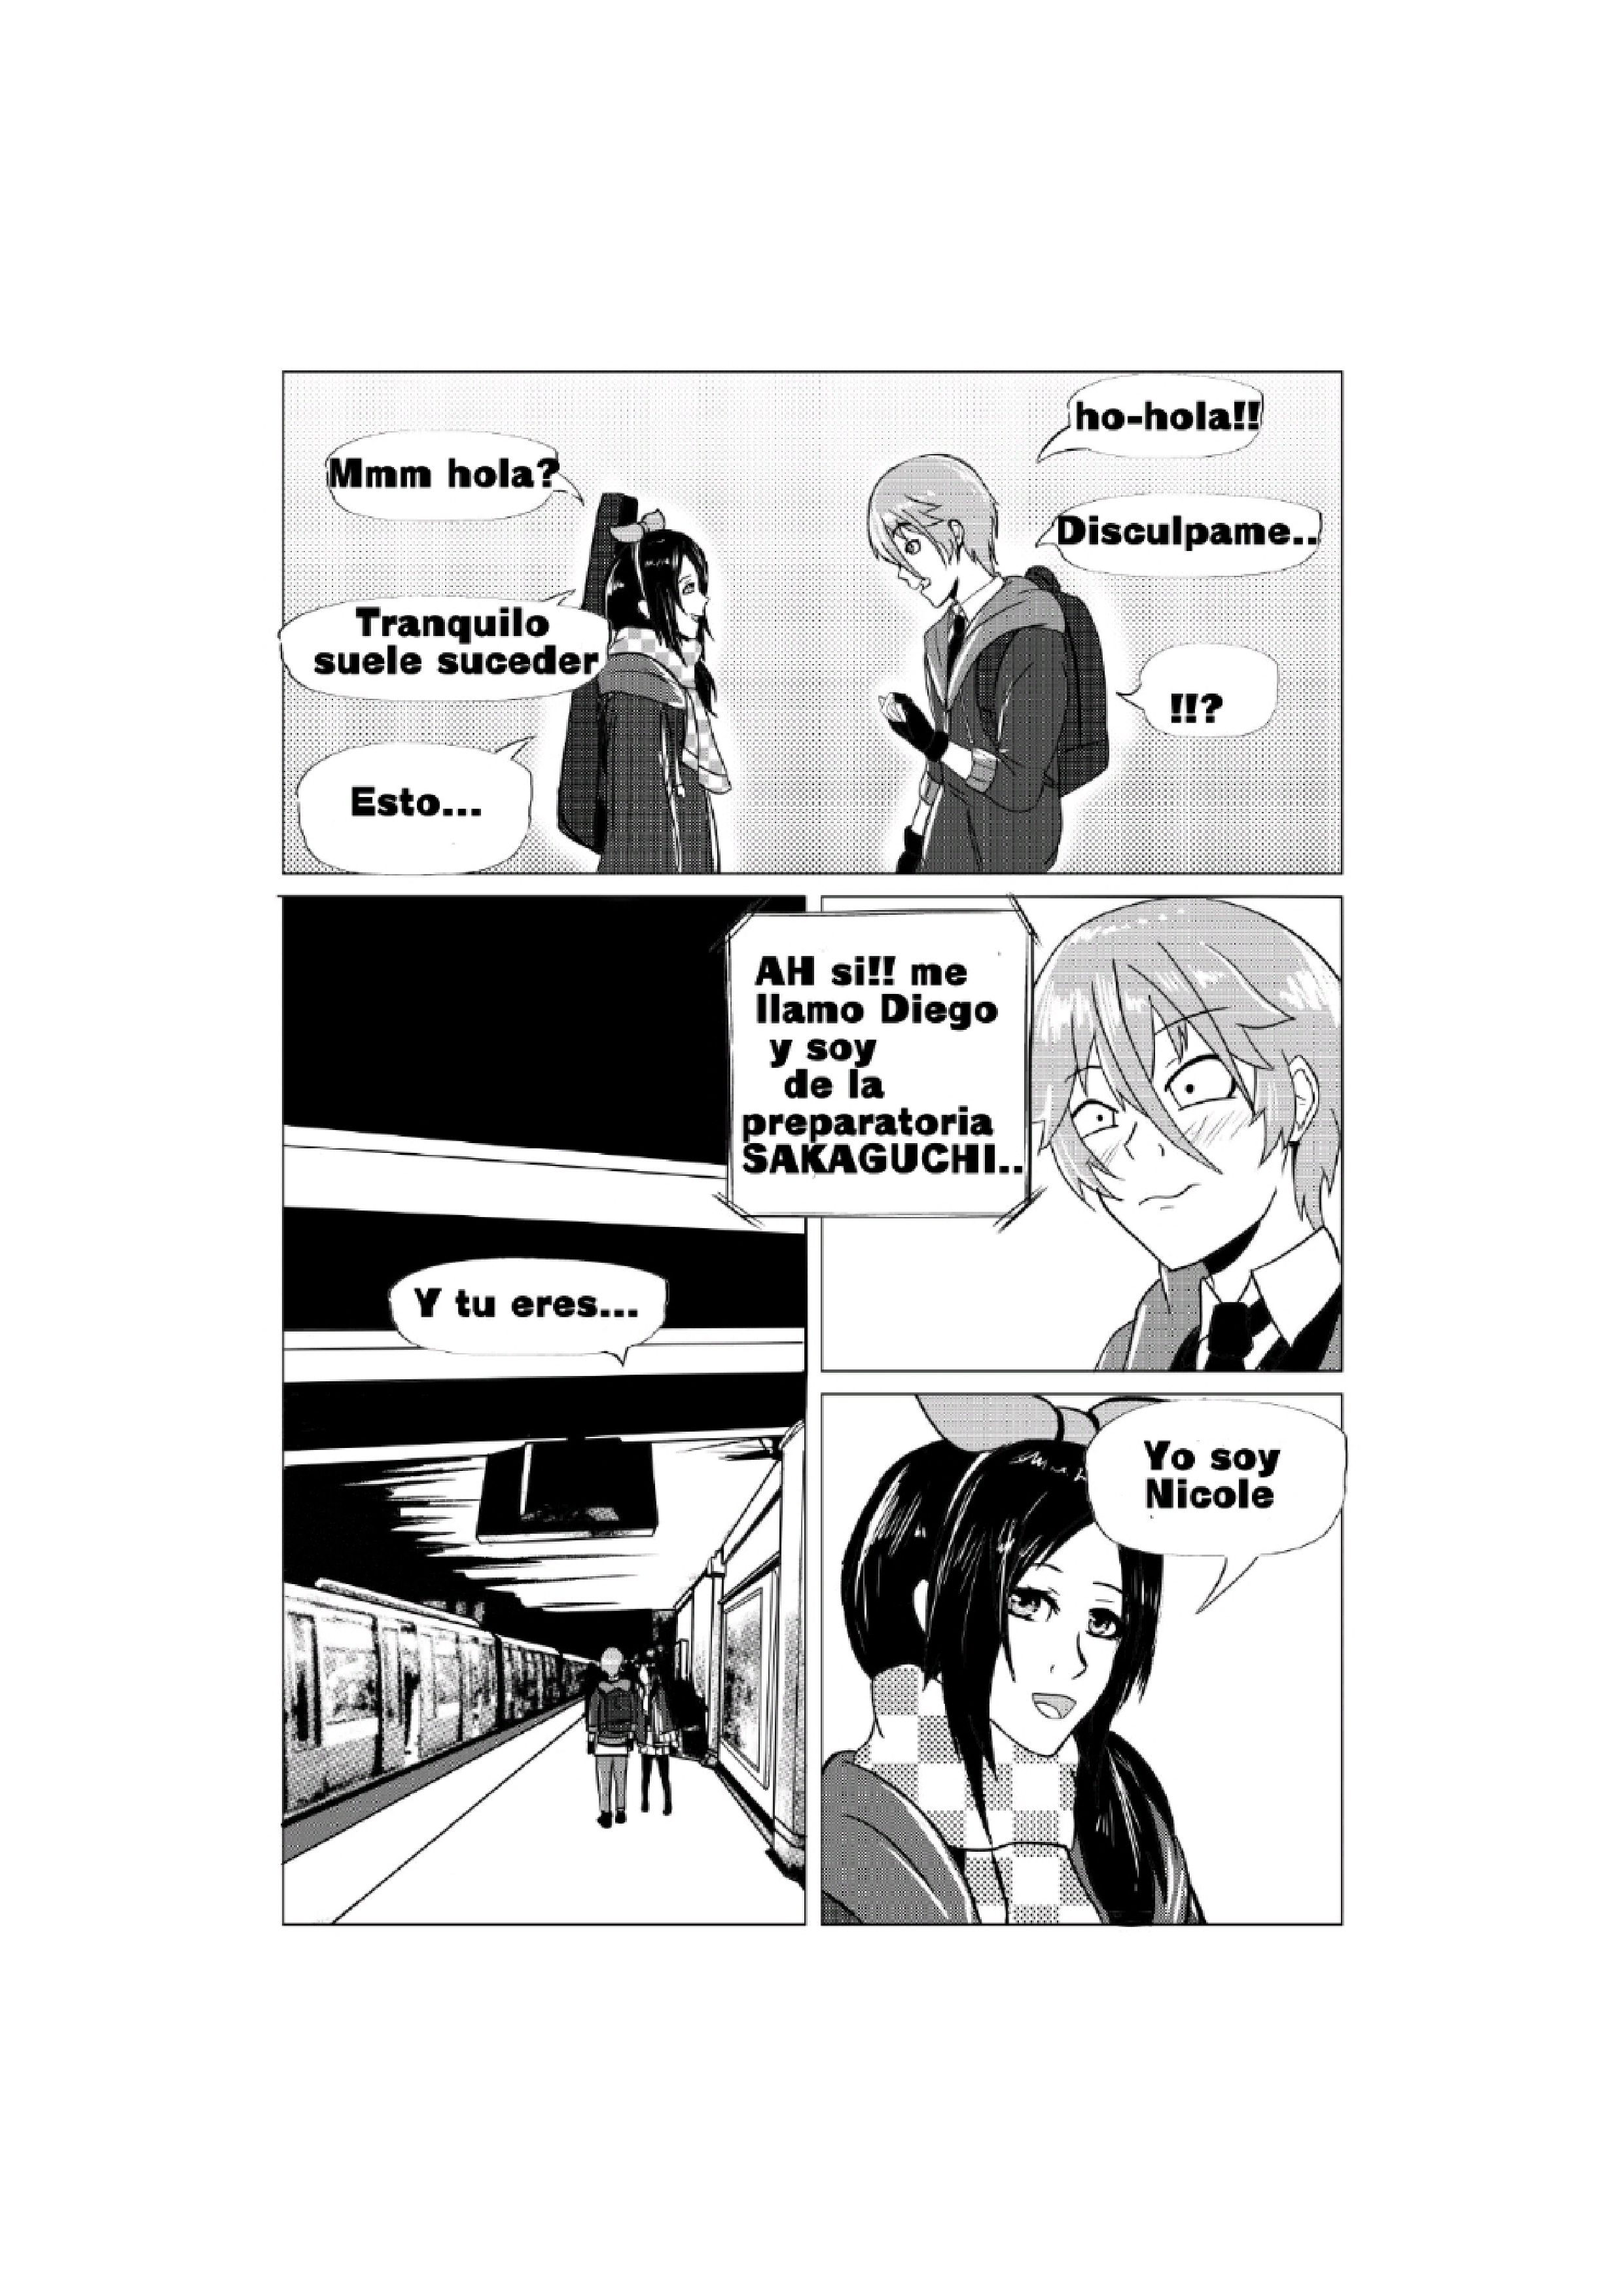 ho-hola!!
Mmm hola?
Disculpame..
Tranquilo
suele suceder
!!?
Esto...
AH si!! me
llamo Diego
y soy
de la
preparatoria
SAKAGUCHI..
Y tu eres...
Yo soy
Nicole